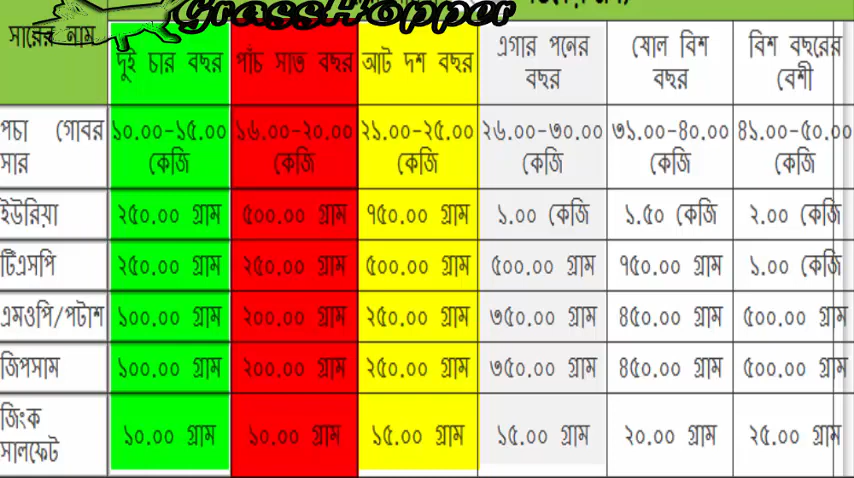 GrassHopper
সারের নাম | দুই চার বছর | পাঁচ সাত বছর | আট দশ বছর | এগার পনের বছর | ষোল বিশ বছর | বিশ বছরের বেশী
পচা গোবর সার | ১০.০০-১৫.০০ কেজি | ১৬.০০-২০.০০ কেজি | ২১.০০-২৫.০০ কেজি | ২৬.০০-৩০.০০ কেজি | ৩১.০০-৪০.০০ কেজি | ৪১.০০-৫০.০০ কেজি
ইউরিয়া | ২৫০.০০ গ্রাম | ৫০০.০০ গ্রাম | ৭৫০.০০ গ্রাম | ১.০০ কেজি | ১.৫০ কেজি | ২.০০ কেজি
টিএসপি | ২৫০.০০ গ্রাম | ২৫০.০০ গ্রাম | ৫০০.০০ গ্রাম | ৫০০.০০ গ্রাম | ৭৫০.০০ গ্রাম | ১.০০ কেজি
এমওপি/পটাশ | ১০০.০০ গ্রাম | ২০০.০০ গ্রাম | ২৫০.০০ গ্রাম | ৩৫০.০০ গ্রাম | ৪৫০.০০ গ্রাম | ৫০০.০০ গ্রাম
জিপসাম | ১০০.০০ গ্রাম | ২০০.০০ গ্রাম | ২৫০.০০ গ্রাম | ৩৫০.০০ গ্রাম | ৪৫০.০০ গ্রাম | ৫০০.০০ গ্রাম
জিংক সালফেট | ১০.০০ গ্রাম | ১০.০০ গ্রাম | ১৫.০০ গ্রাম | ১৫.০০ গ্রাম | ২০.০০ গ্রাম | ২৫.০০ গ্রাম